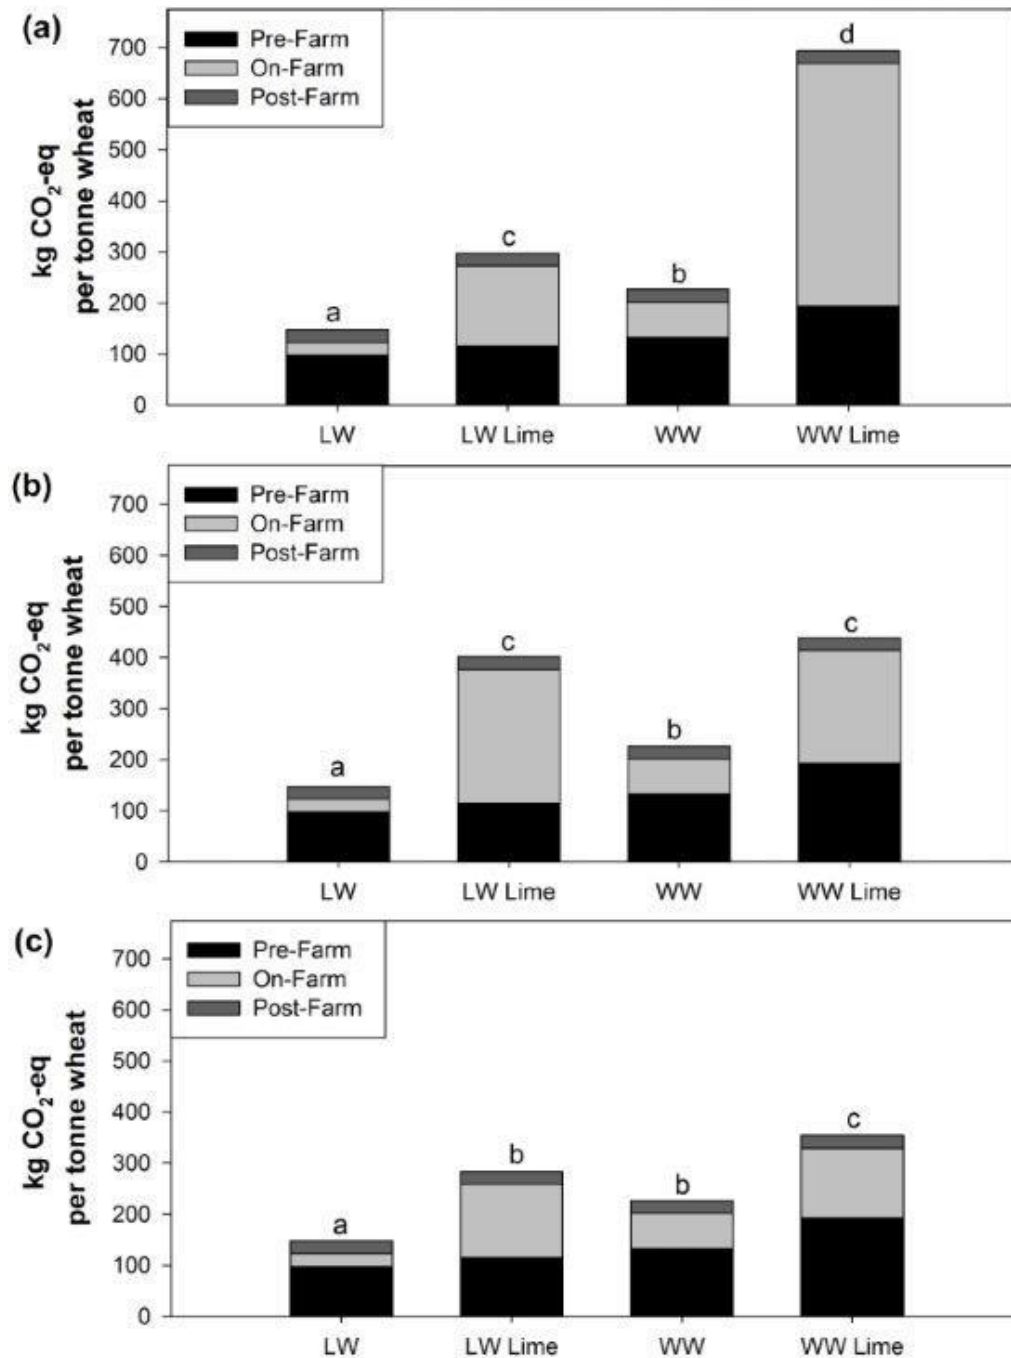 (a)
Pre-Farm
On-Farm
Post-Farm
kg CO₂-eq
per tonne wheat
700
600
500
400
300
200
100
0
a
c
b
d
LW
LW Lime
WW
WW Lime
(b)
Pre-Farm
On-Farm
Post-Farm
kg CO₂-eq
per tonne wheat
700
600
500
400
300
200
100
0
a
c
b
c
LW
LW Lime
WW
WW Lime
(c)
Pre-Farm
On-Farm
Post-Farm
kg CO₂-eq
per tonne wheat
700
600
500
400
300
200
100
0
a
b
b
c
LW
LW Lime
WW
WW Lime